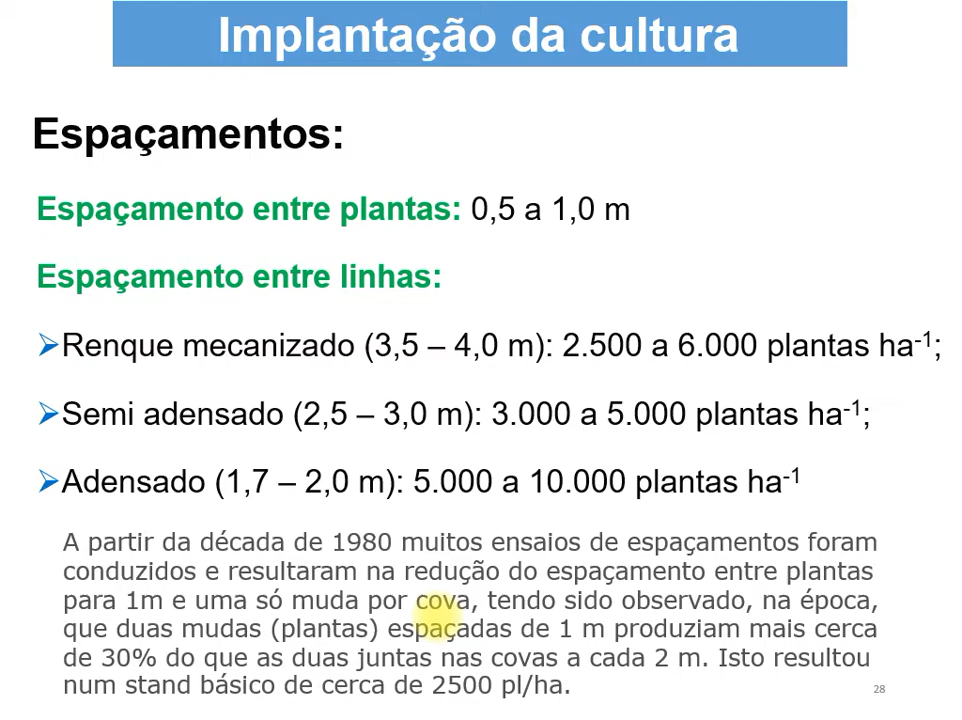 Implantação da cultura
Espaçamentos:
Espaçamento entre plantas: 0,5 a 1,0 m
Espaçamento entre linhas:
➢Renque mecanizado (3,5 – 4,0 m): 2.500 a 6.000 plantas ha-1;
➢Semi adensado (2,5 – 3,0 m): 3.000 a 5.000 plantas ha-1;
➢Adensado (1,7 – 2,0 m): 5.000 a 10.000 plantas ha-1
A partir da década de 1980 muitos ensaios de espaçamentos foram
conduzidos e resultaram na redução do espaçamento entre plantas
para 1m e uma só muda por cova, tendo sido observado, na época,
que duas mudas (plantas) espaçadas de 1 m produziam mais cerca
de 30% do que as duas juntas nas covas a cada 2 m. Isto resultou
num stand básico de cerca de 2500 pl/ha.
28